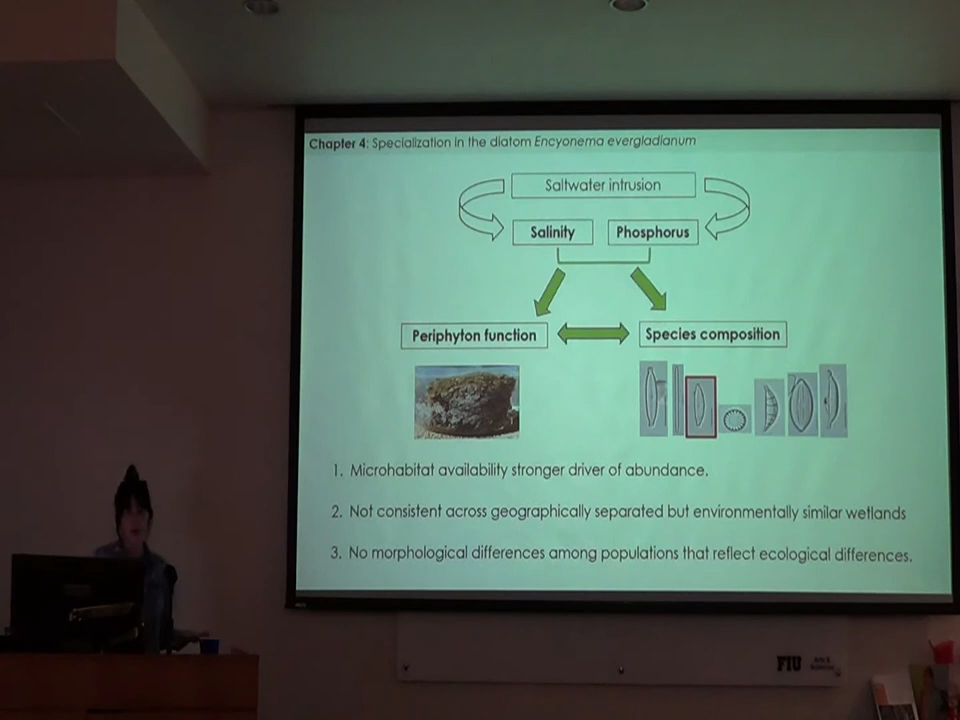 Chapter 4: Specialization in the diatom Encyonema evergladianum
Saltwater intrusion
Salinity
Phosphorus
Periphyton function
Species composition
1. Microhabitat availability stronger driver of abundance.
2. Not consistent across geographically separated but environmentally similar wetlands
3. No morphological differences among populations that reflect ecological differences.
FIU